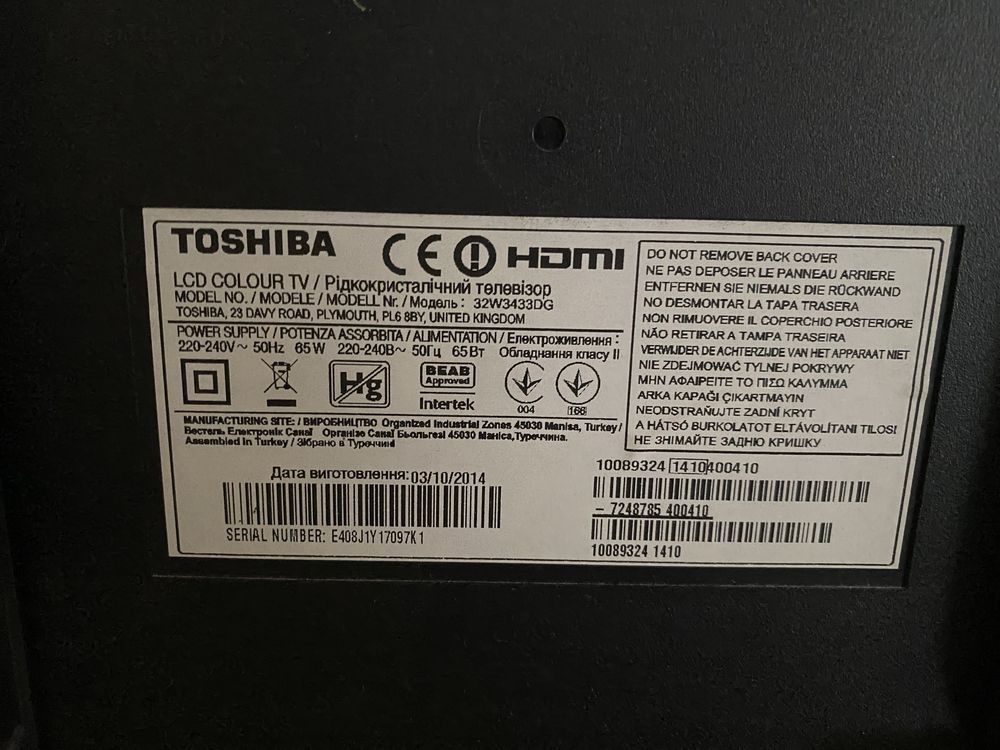 TOSHIBA
CE HDMI
LCD COLOUR TV / Рідкокристалічний телевізор
MODEL NO. / MODELE / MODELL Nr. / Модель : 32W3433DG
TOSHIBA, 23 DAVY ROAD, PLYMOUTH, PL6 8BY, UNITED KINGDOM
POWER SUPPLY / POTENZA ASSORBITA / ALIMENTATION / Електроживлення :
220-240V~ 50Hz 65W 220-240В~ 50Гц 65Вт Обладнання класу II
Hg
BEAB
Approved
Intertek
004
166
MANUFACTURING SITE: / ВИРОБНИЦТВО Organized Industrial Zones 45030 Manisa, Turkey /
Вестель Електронік Санаї Організе Санаї Бьольгезі 45030 Маніса,Туреччина.
Assembled in Turkey / Зібрано в Туреччині
Дата виготовлення: 03/10/2014
SERIAL NUMBER: E408J1Y17097K1
DO NOT REMOVE BACK COVER
NE PAS DEPOSER LE PANNEAU ARRIERE
ENTFERNEN SIE NIEMALS DIE RÜCKWAND
NO DESMONTAR LA TAPA TRASERA
NON RIMUOVERE IL COPERCHIO POSTERIORE
NÃO RETIRAR A TAMPA TRASEIRA
VERWIJDER DE ACHTERZIJDE VAN HET APPARAAT NIET
NIE ZDEJMOWAĆ TYLNEJ POKRYWY
ΜΗΝ ΑΦΑΙΡΕΙΤΕ ΤΟ ΠΙΣΩ ΚΑΛΥΜΜΑ
ARKA KAPAĞI ÇIKARTMAYIN
NEODSTRAŇUJTE ZADNÍ KRYT
A HÁTSÓ BURKOLATOT ELTÁVOLÍTANI TILOS!
НЕ ЗНІМАЙТЕ ЗАДНЮ КРИШКУ
10089324 1410400410
- 7248785 400410
10089324 1410